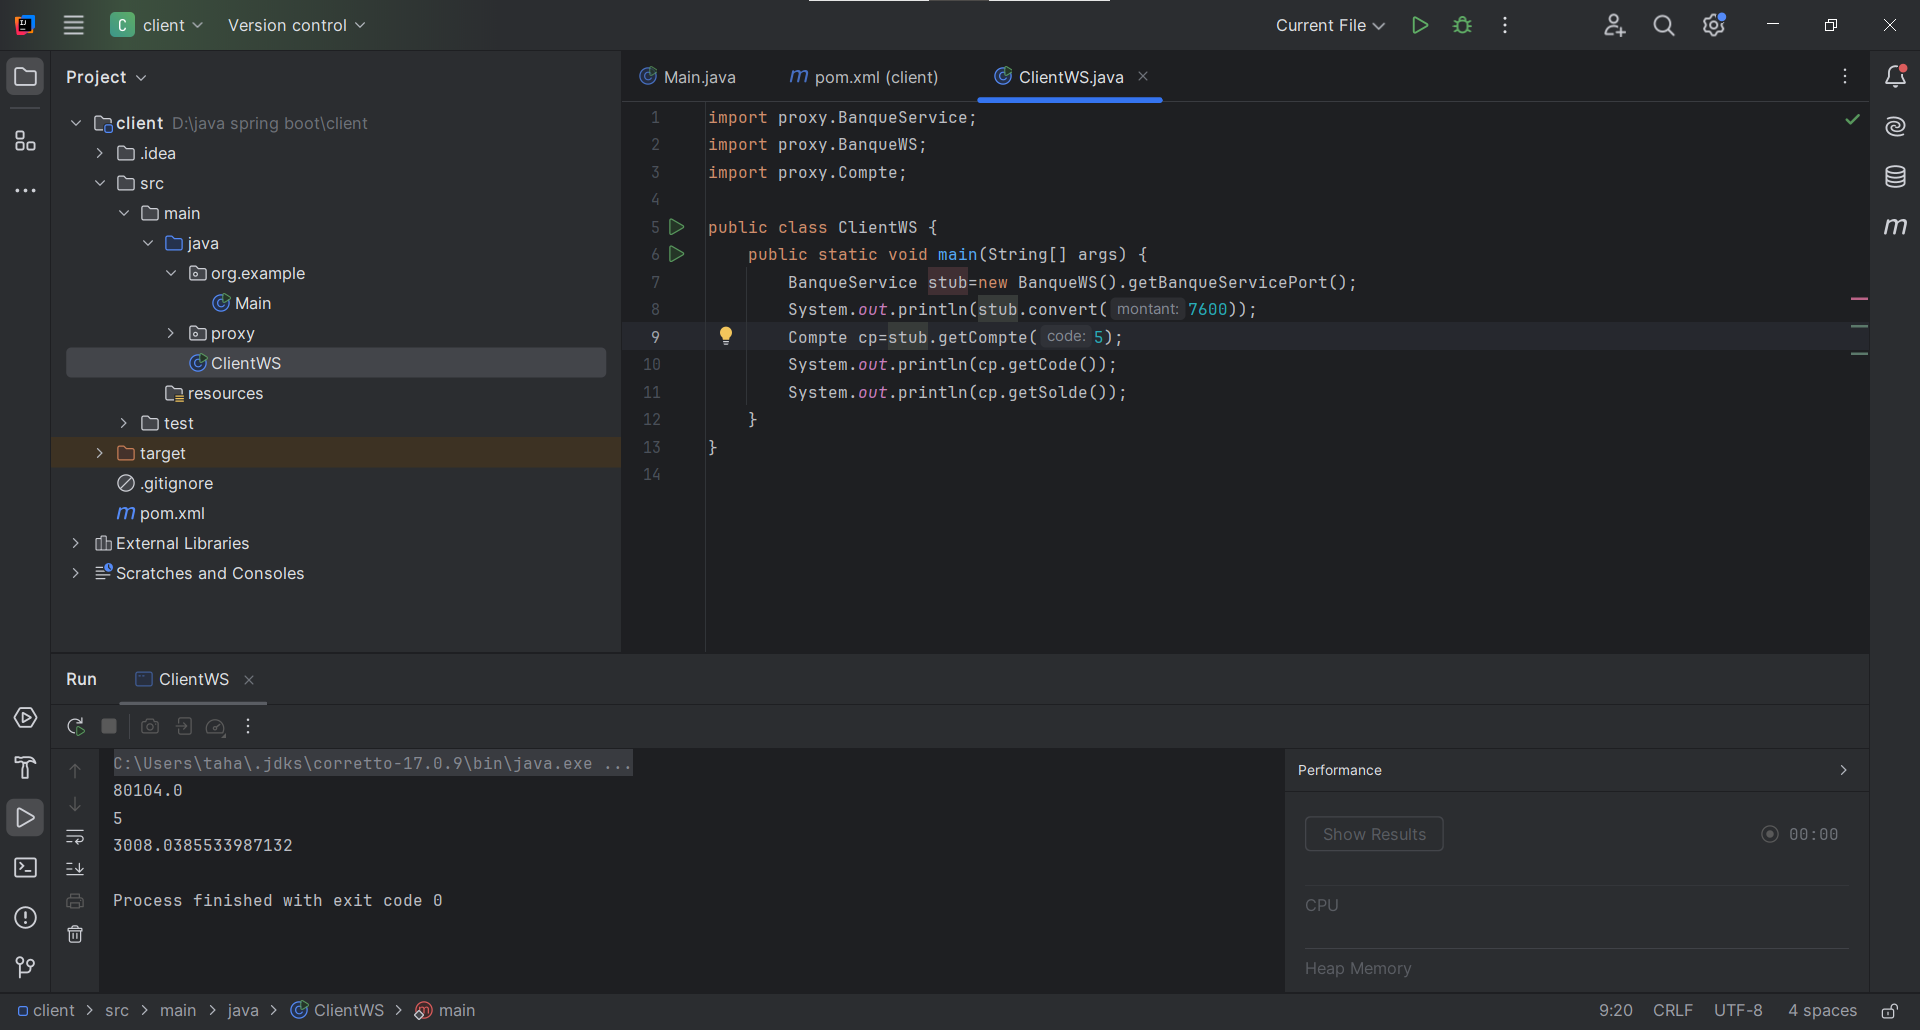 C client Version control Current File
Project
client D:\java spring boot\client
.idea
src
main
java
org.example
Main
proxy
ClientWS
resources
test
target
.gitignore
m pom.xml
External Libraries
Scratches and Consoles
Main.java m pom.xml (client) ClientWS.java
1 import proxy.BanqueService;
2 import proxy.BanqueWS;
3 import proxy.Compte;
4
5 public class ClientWS {
6 public static void main(String[] args) {
7 BanqueService stub=new BanqueWS().getBanqueServicePort();
8 System.out.println(stub.convert( montant: 7600));
9 Compte cp=stub.getCompte( code: 5);
10 System.out.println(cp.getCode());
11 System.out.println(cp.getSolde());
12 }
13 }
14
m
Run ClientWS
C:\Users\taha\.jdks\corretto-17.0.9\bin\java.exe ...
80104.0
5
3008.0385533987132
Process finished with exit code 0
Performance
Show Results 00:00
CPU
Heap Memory
client > src > main > java > ClientWS > m main 9:20 CRLF UTF-8 4 spaces